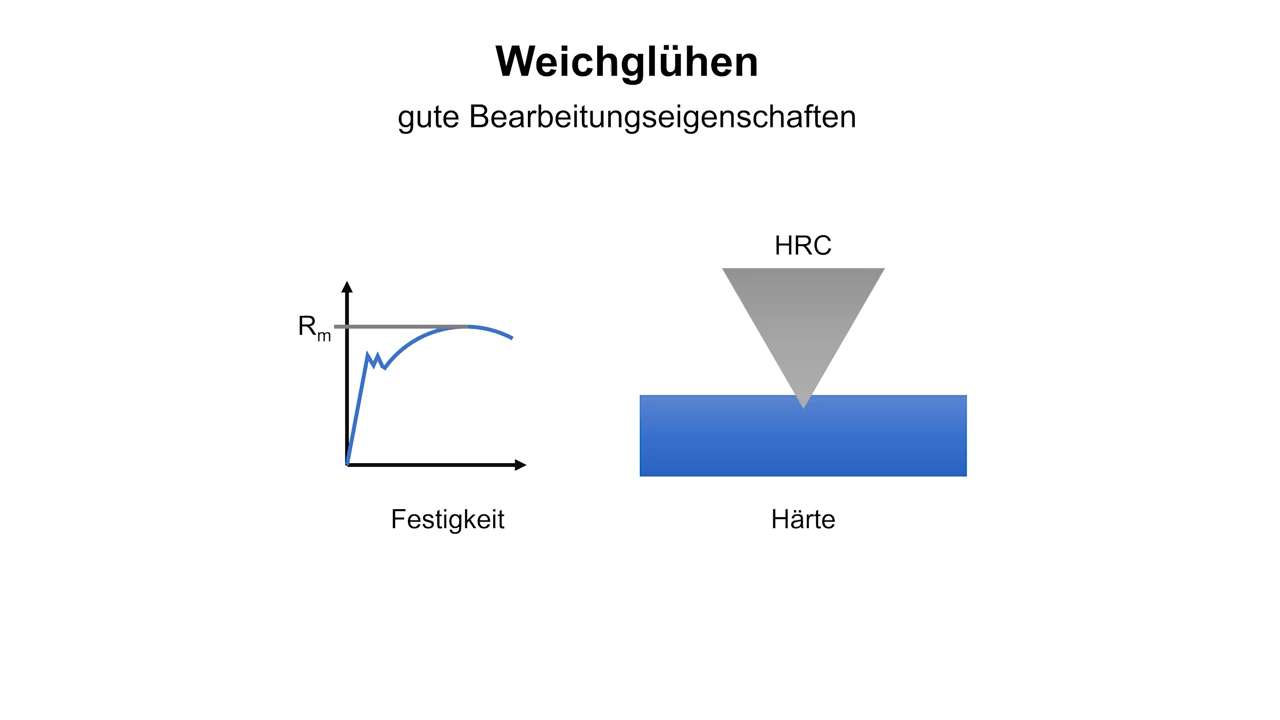 Weichglühen
gute Bearbeitungseigenschaften
HRC
Rm
Festigkeit
Härte